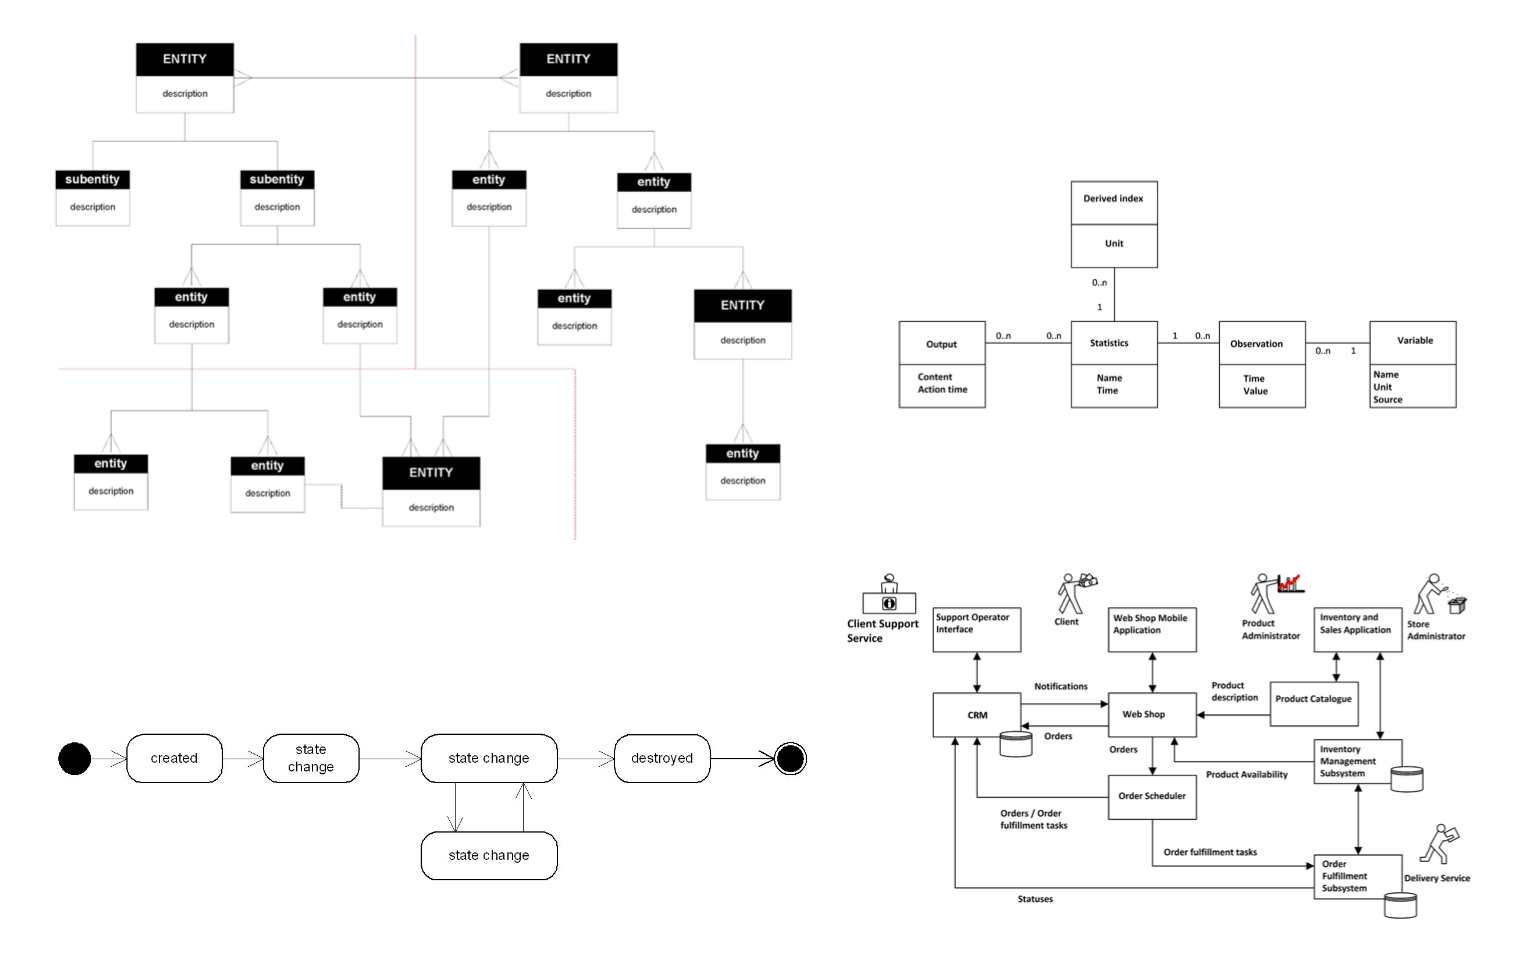 ENTITY
description
ENTITY
description
subentity
description
subentity
description
entity
description
entity
description
entity
description
entity
description
entity
description
ENTITY
description
entity
description
entity
description
ENTITY
description
entity
description
Derived index
Unit
0..n
1
Output
Content
Action time
0..n
0..n
Statistics
Name
Time
1
0..n
Observation
Time
Value
0..n
1
Variable
Name
Unit
Source
created
state
change
state change
destroyed
state change
Client Support
Service
Support Operator
Interface
Client
Web Shop Mobile
Application
Product
Administrator
Inventory and
Sales Application
Store
Administrator
Notifications
Product
description
Product Catalogue
CRM
Web Shop
Orders
Orders
Inventory
Management
Subsystem
Product Availability
Order Scheduler
Orders / Order
fulfillment tasks
Order fulfillment tasks
Order
Fulfillment
Subsystem
Delivery Service
Statuses